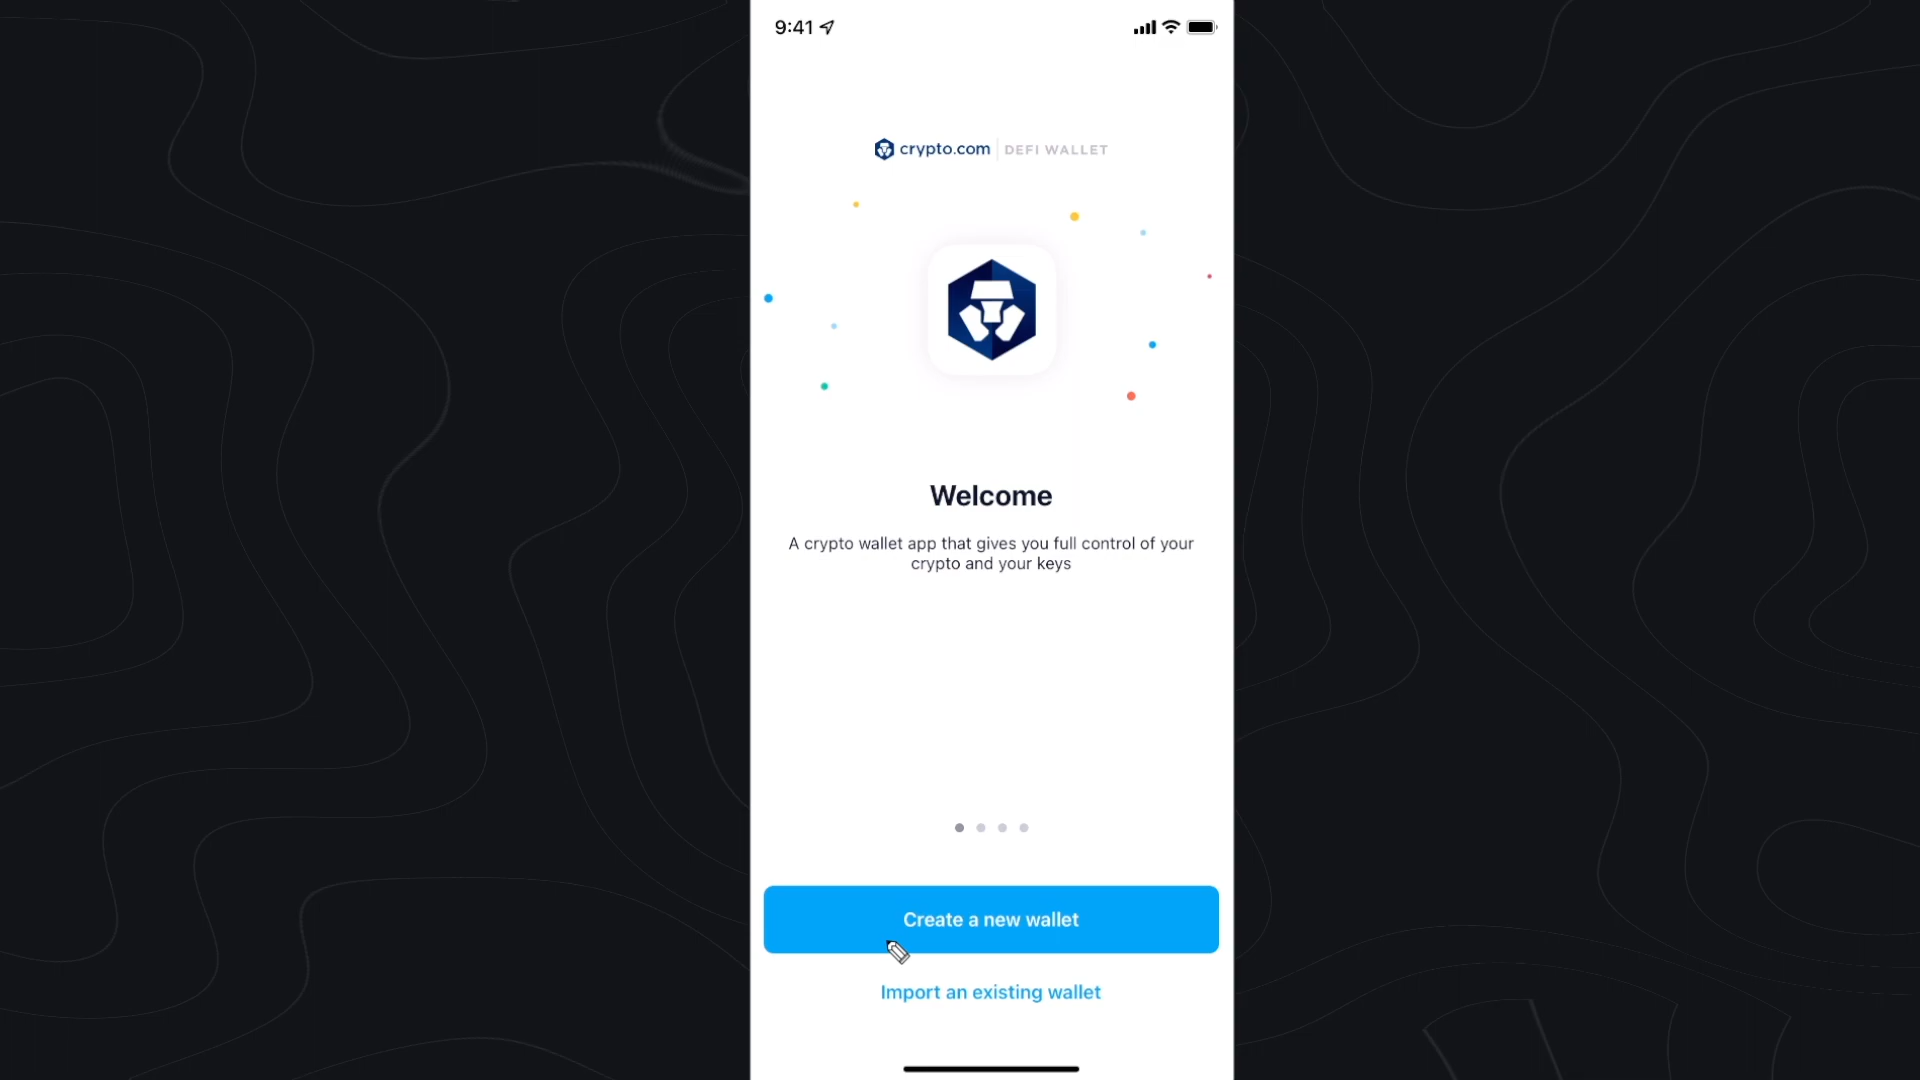 9:41
crypto.com DEFI WALLET
Welcome
A crypto wallet app that gives you full control of your
crypto and your keys
Create a new wallet
Import an existing wallet